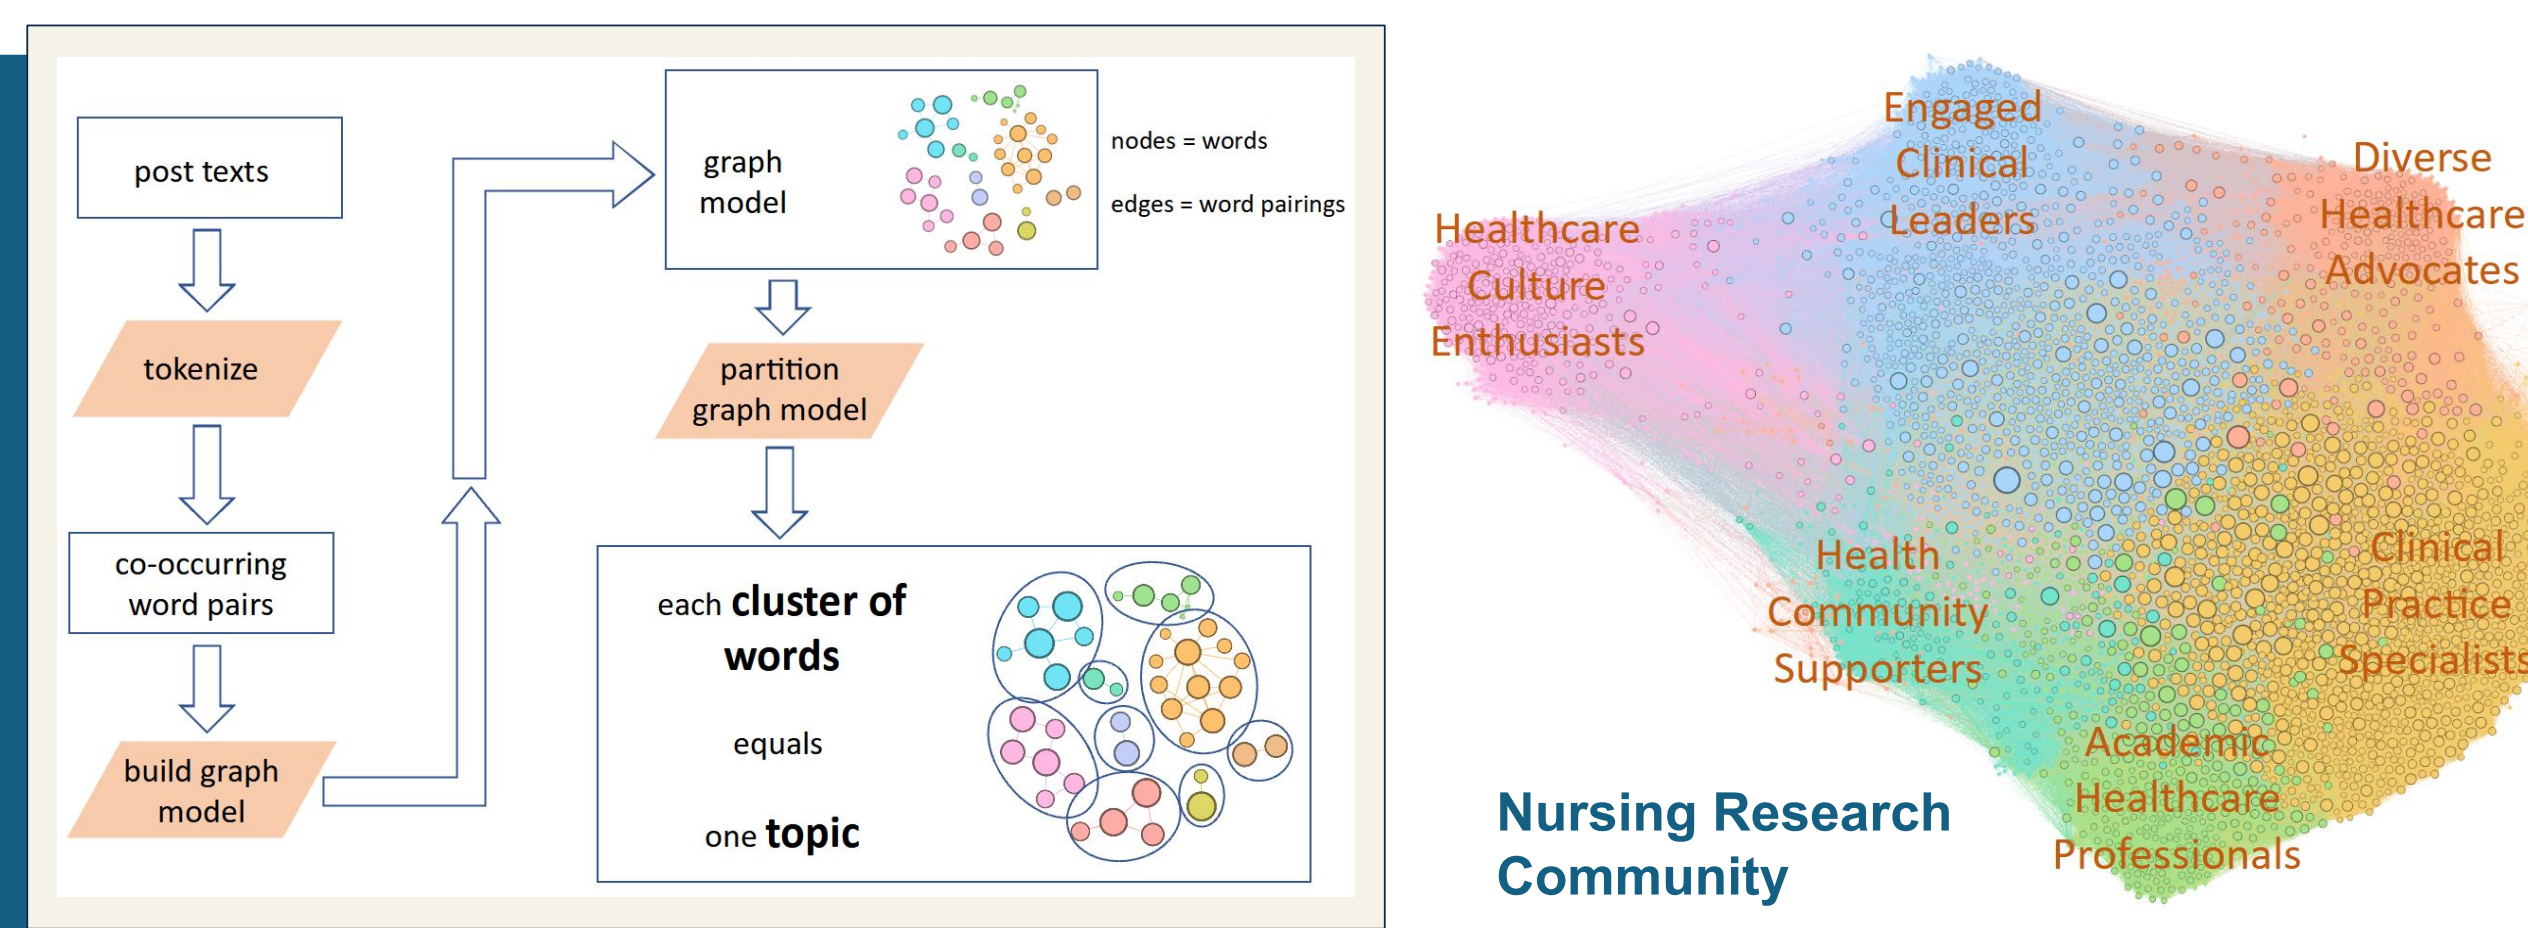 post texts
tokenize
co-occurring
word pairs
build graph
model
graph
model
nodes = words
edges = word pairings
partition
graph model
each cluster of
words
equals
one topic
Healthcare
Culture
Enthusiasts
Engaged
Clinical
Leaders
Diverse
Healthcare
Advocates
Health
Community
Supporters
Clinical
Practice
Specialists
Academic
Healthcare
Professionals
Nursing Research
Community